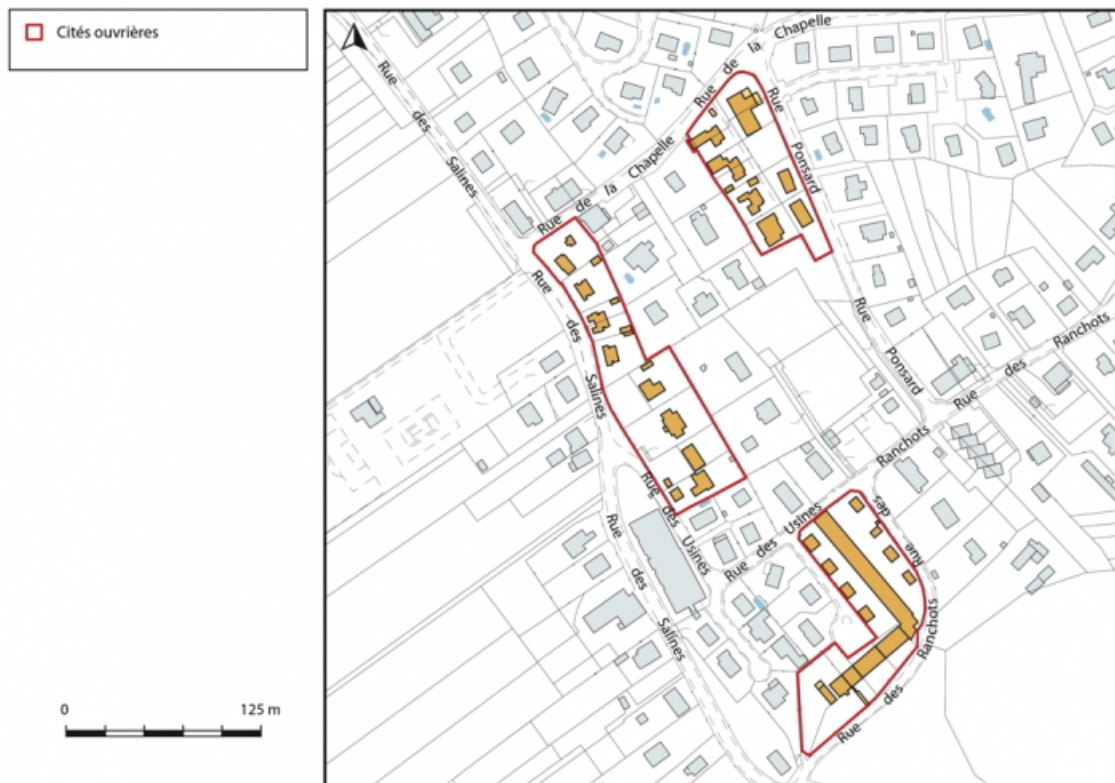 Cités ouvrières
0 125 m
Rue de la Chapelle
Rue des Salines
Rue Ponsard
Rue de la Chapelle
Rue des Salines
Rue Ponsard
Rue des Ranchots
Ranchots
Rue des Usines
Rue des Usines
Rue des Salines
Rue des Ranchots
Rue des